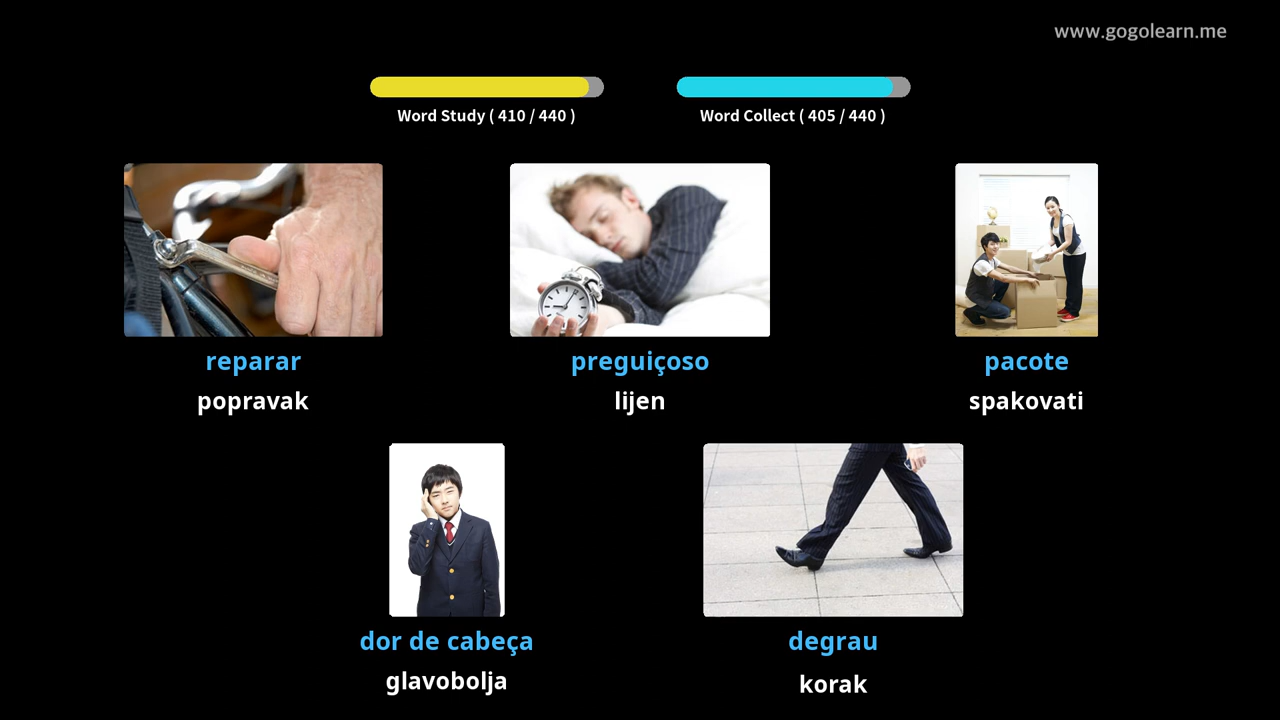 www.gogolearn.me
Word Study ( 410 / 440 )
Word Collect ( 405 / 440 )
reparar
popravak
preguiçoso
lijen
pacote
spakovati
dor de cabeça
glavobolja
degrau
korak